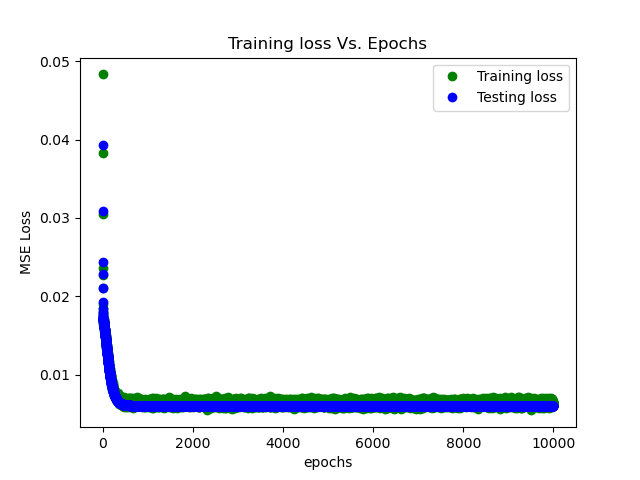 Training loss Vs. Epochs
0.05
Training loss
Testing loss
0.04
0.03
MSE Loss
0.02
0.01
0 2000 4000 6000 8000 10000
epochs